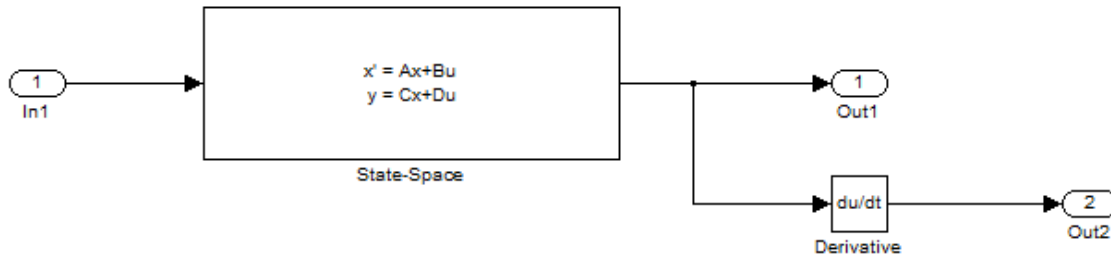 x' = Ax+Bu
y = Cx+Du
1
In1
State-Space
1
Out1
du/dt
Derivative
2
Out2